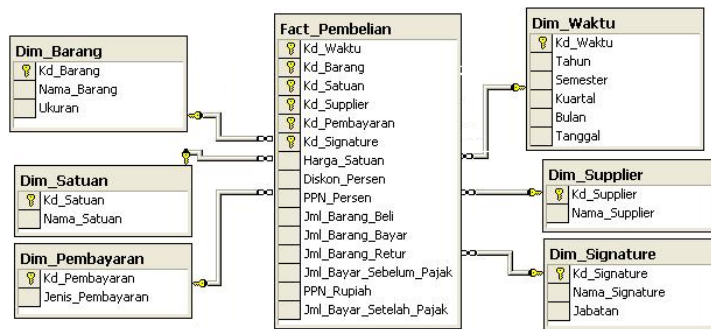 Dim_Barang
Kd_Barang
Nama_Barang
Ukuran
Dim_Satuan
Kd_Satuan
Nama_Satuan
Dim_Pembayaran
Kd_Pembayaran
Jenis_Pembayaran
Fact_Pembelian
Kd_Waktu
Kd_Barang
Kd_Satuan
Kd_Supplier
Kd_Pembayaran
Kd_Signature
Harga_Satuan
Diskon_Persen
PPN_Persen
Jml_Barang_Beli
Jml_Barang_Bayar
Jml_Barang_Retur
Jml_Bayar_Sebelum_Pajak
PPN_Rupiah
Jml_Bayar_Setelah_Pajak
Dim_Waktu
Kd_Waktu
Tahun
Semester
Kuartal
Bulan
Tanggal
Dim_Supplier
Kd_Supplier
Nama_Supplier
Dim_Signature
Kd_Signature
Nama_Signature
Jabatan